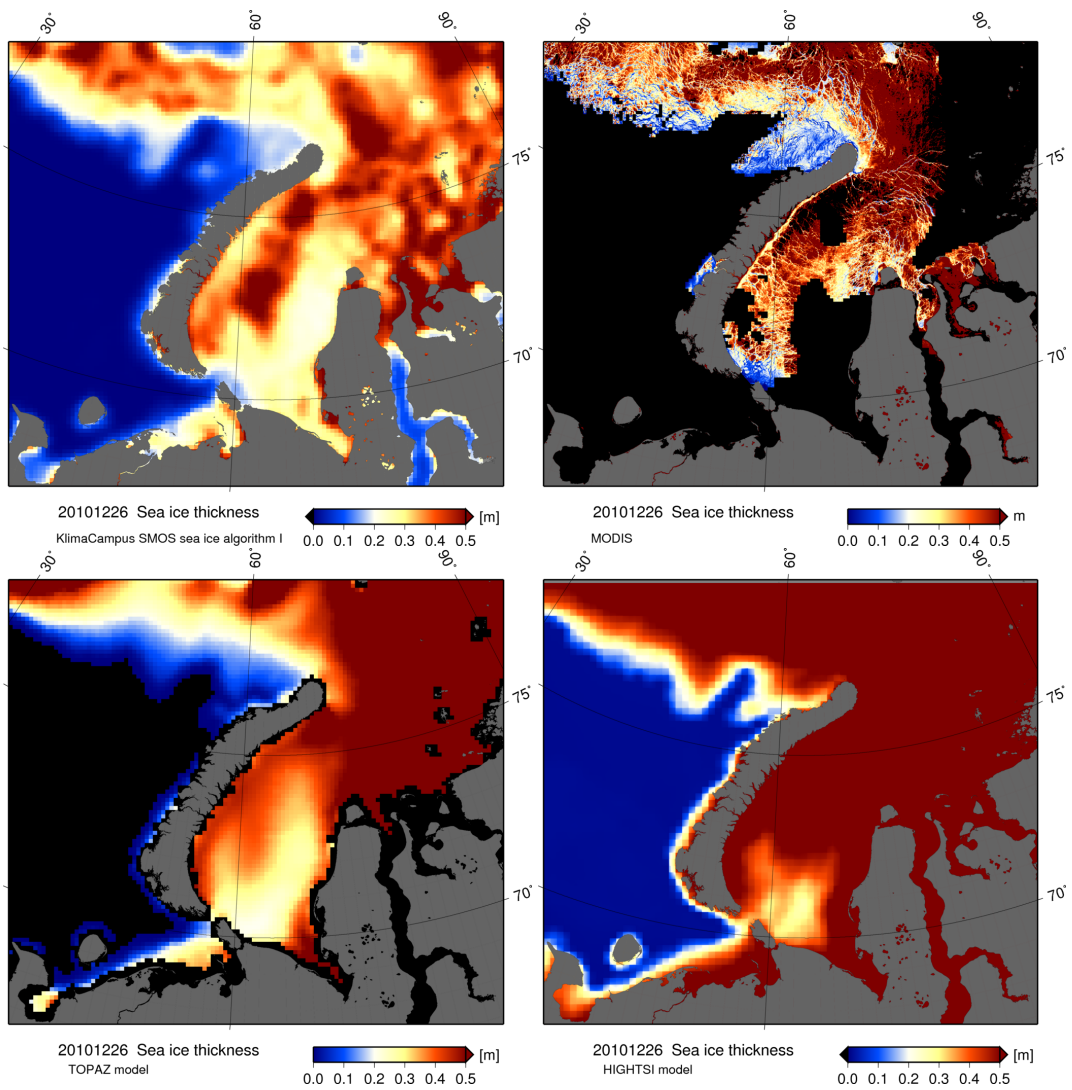 30° 60° 90°
30° 60° 90°
75°
75°
70°
70°
20101226 Sea ice thickness [m]
KlimaCampus SMOS sea ice algorithm I
0.0 0.1 0.2 0.3 0.4 0.5
20101226 Sea ice thickness m
MODIS
0.0 0.1 0.2 0.3 0.4 0.5
30° 60° 90°
30° 60° 90°
75°
75°
70°
70°
20101226 Sea ice thickness [m]
TOPAZ model
0.0 0.1 0.2 0.3 0.4 0.5
20101226 Sea ice thickness [m]
HIGHTSI model
0.0 0.1 0.2 0.3 0.4 0.5